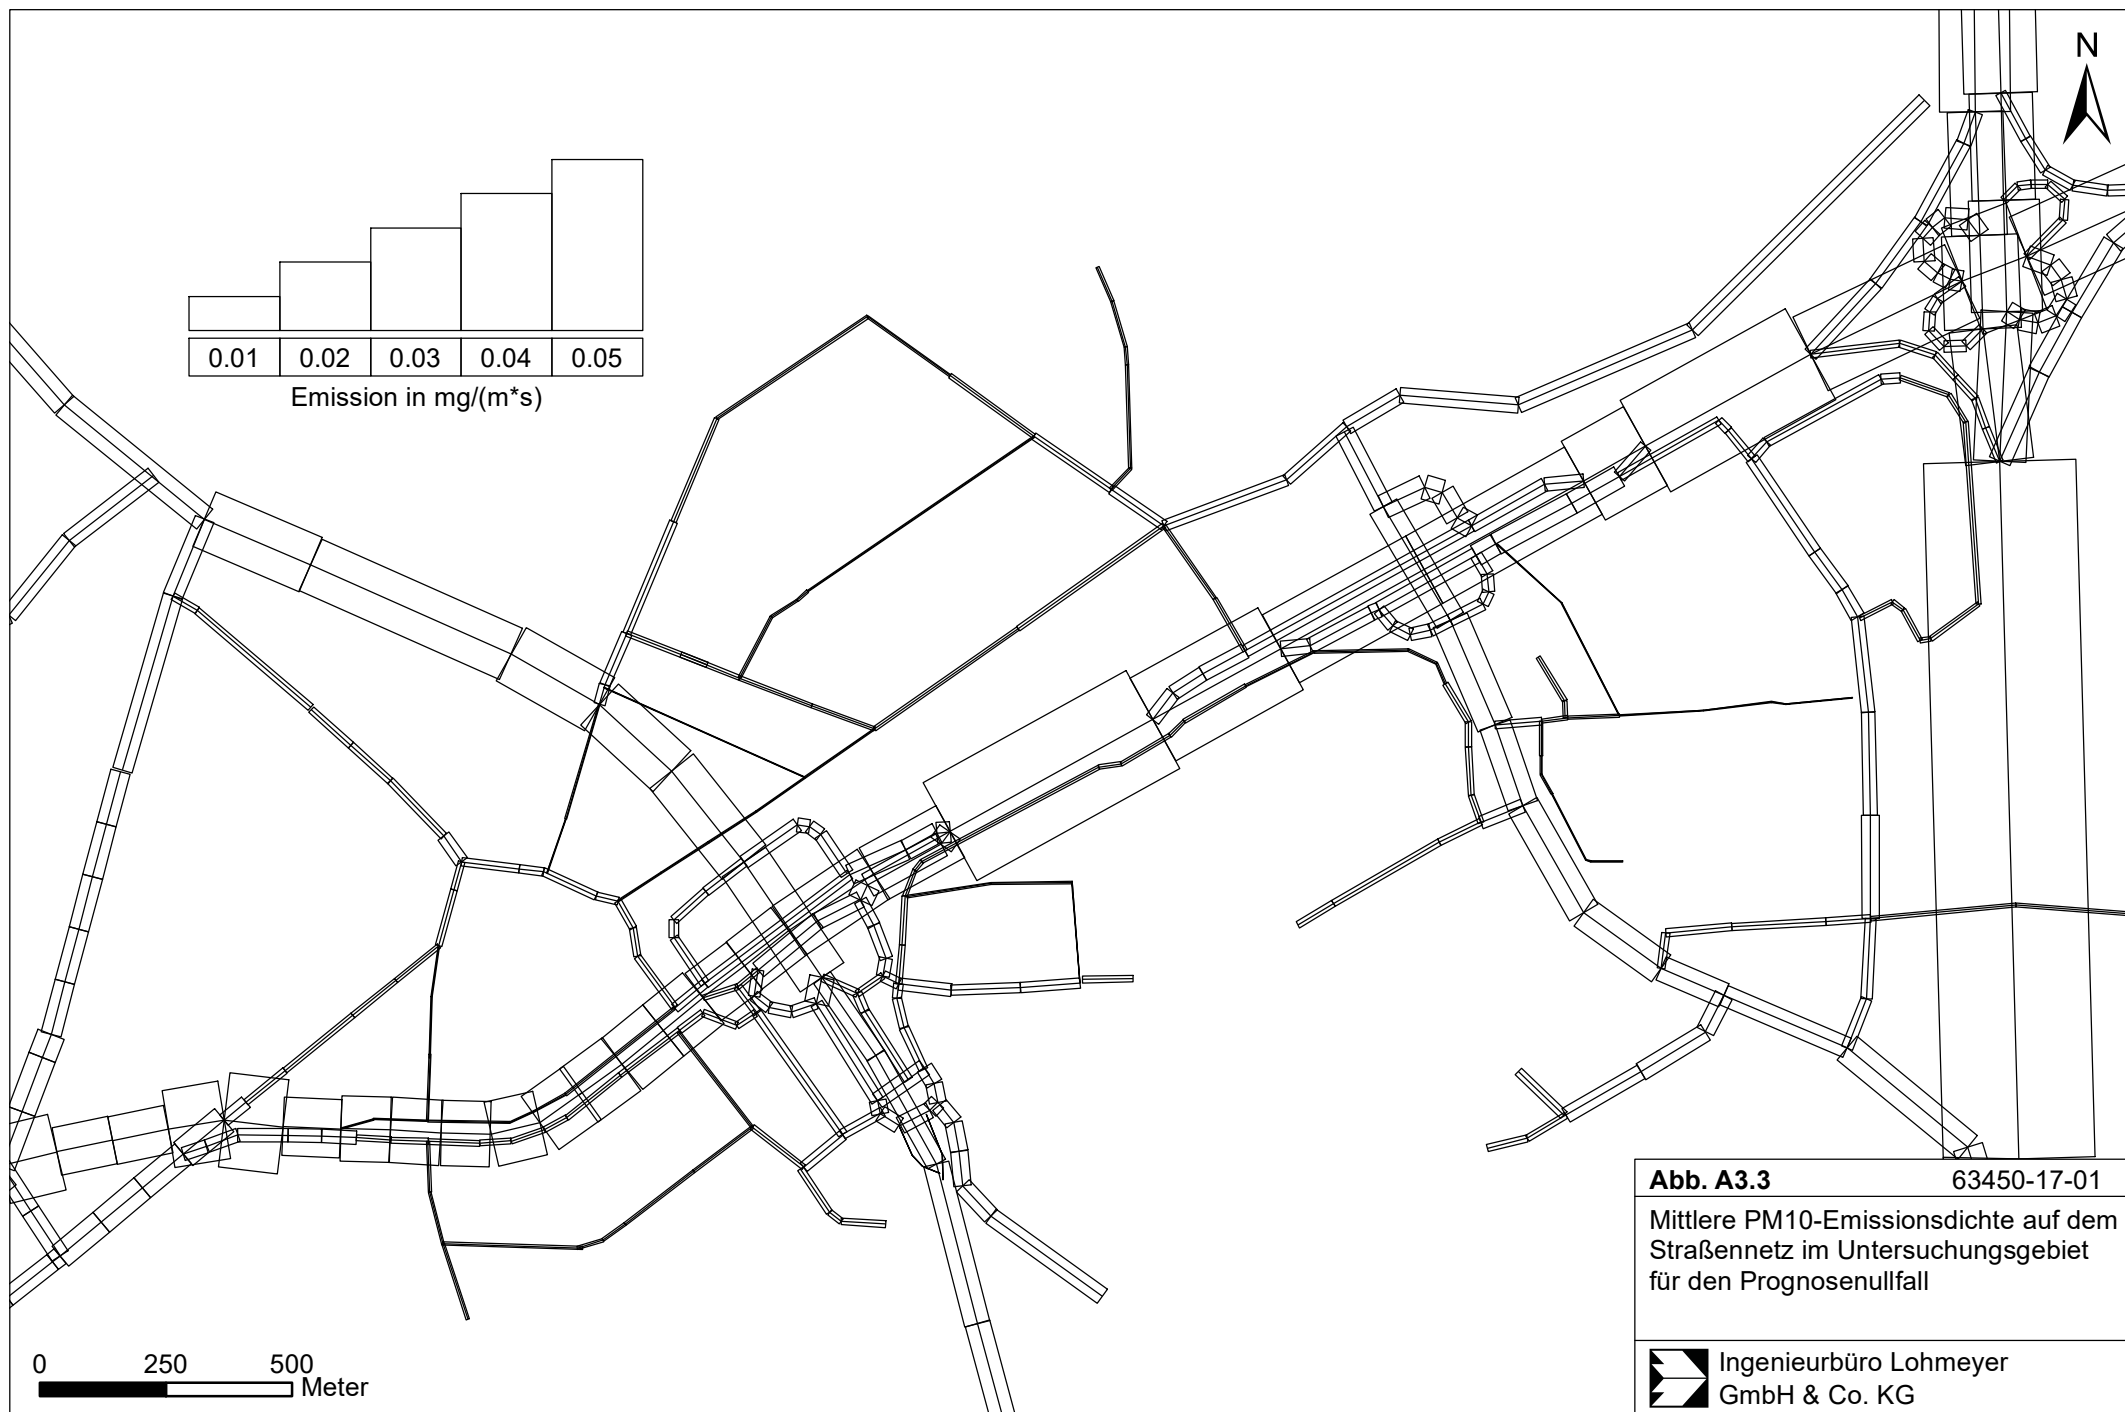 N
0.01 0.02 0.03 0.04 0.05
Emission in mg/(m*s)
0 250 500
Meter
Abb. A3.3 63450-17-01
Mittlere PM10-Emissionsdichte auf dem
Straßennetz im Untersuchungsgebiet
für den Prognosenullfall
Ingenieurbüro Lohmeyer
GmbH & Co. KG